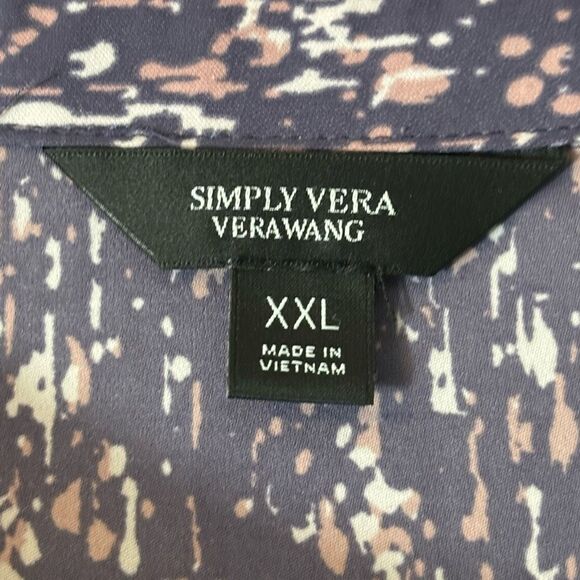 SIMPLY VERA
VERAWANG
XXL
MADE IN
VIETNAM